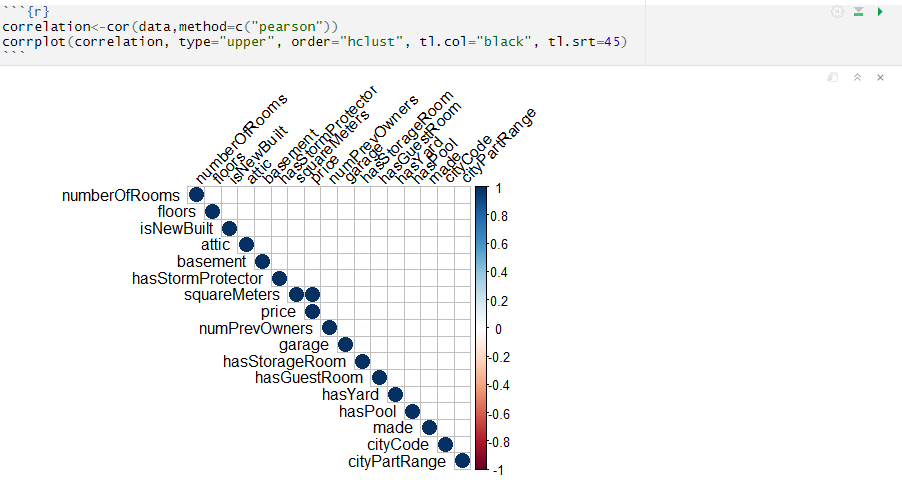 ```{r}
correlation<-cor(data,method=c("pearson"))
corrplot(correlation, type="upper", order="hclust", tl.col="black", tl.srt=45)
```
numberOfRooms
floors
isNewBuilt
attic
basement
hasStormProtector
squareMeters
price
numPrevOwners
garage
hasStorageRoom
hasGuestRoom
hasYard
hasPool
made
cityCode
cityPartRange
numberOfRooms
floors
isNewBuilt
attic
basement
hasStormProtector
squareMeters
price
numPrevOwners
garage
hasStorageRoom
hasGuestRoom
hasYard
hasPool
made
cityCode
cityPartRange
1
0.8
0.6
0.4
0.2
0
-0.2
-0.4
-0.6
-0.8
-1